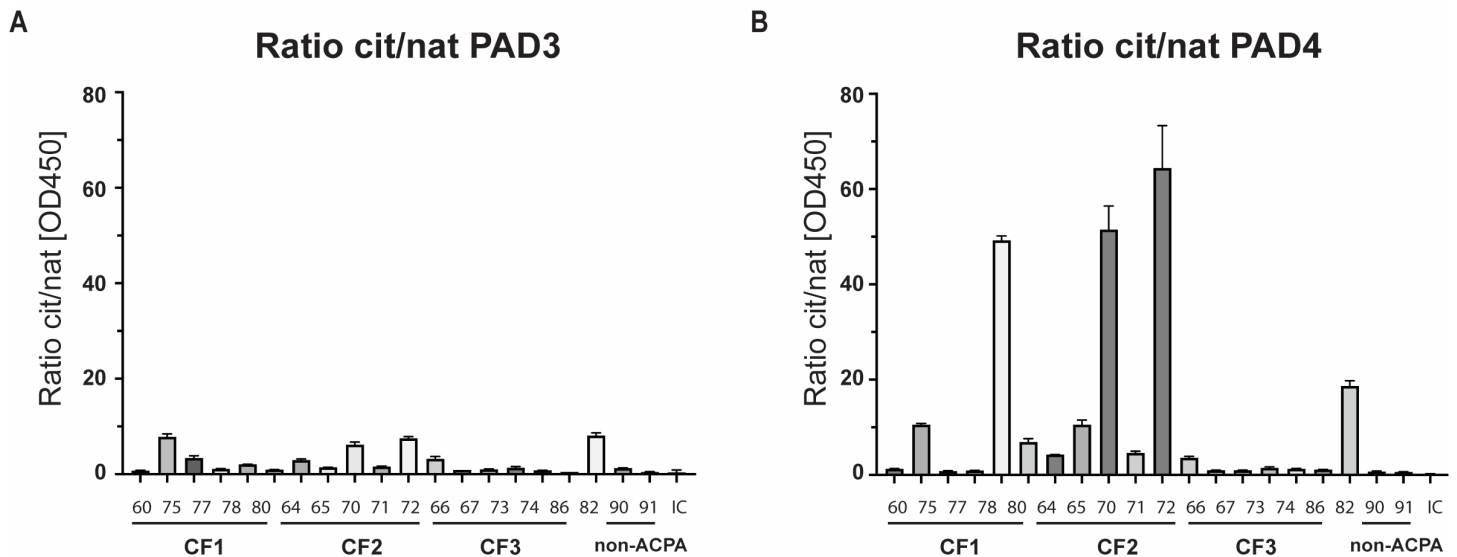 A
Ratio cit/nat PAD3
Ratio cit/nat [OD450]
80
60
40
20
0
60 75 77 78 80 64 65 70 71 72 66 67 73 74 86 82 90 91 IC
CF1 CF2 CF3 non-ACPA
B
Ratio cit/nat PAD4
Ratio cit/nat [OD450]
80
60
40
20
0
60 75 77 78 80 64 65 70 71 72 66 67 73 74 86 82 90 91 IC
CF1 CF2 CF3 non-ACPA